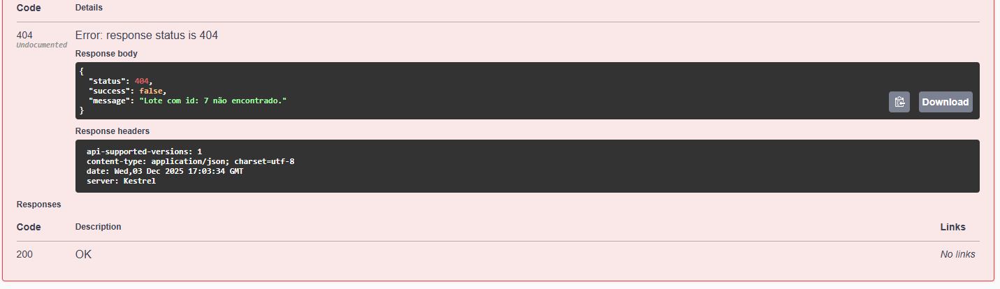 Code Details
404 Error: response status is 404
Undocumented
Response body
{
  "status": 404,
  "success": false,
  "message": "Lote com id: 7 não encontrado."
}
Download
Response headers
api-supported-versions: 1
content-type: application/json; charset=utf-8
date: Wed,03 Dec 2025 17:03:34 GMT
server: Kestrel
Responses
Code Description Links
200 OK No links